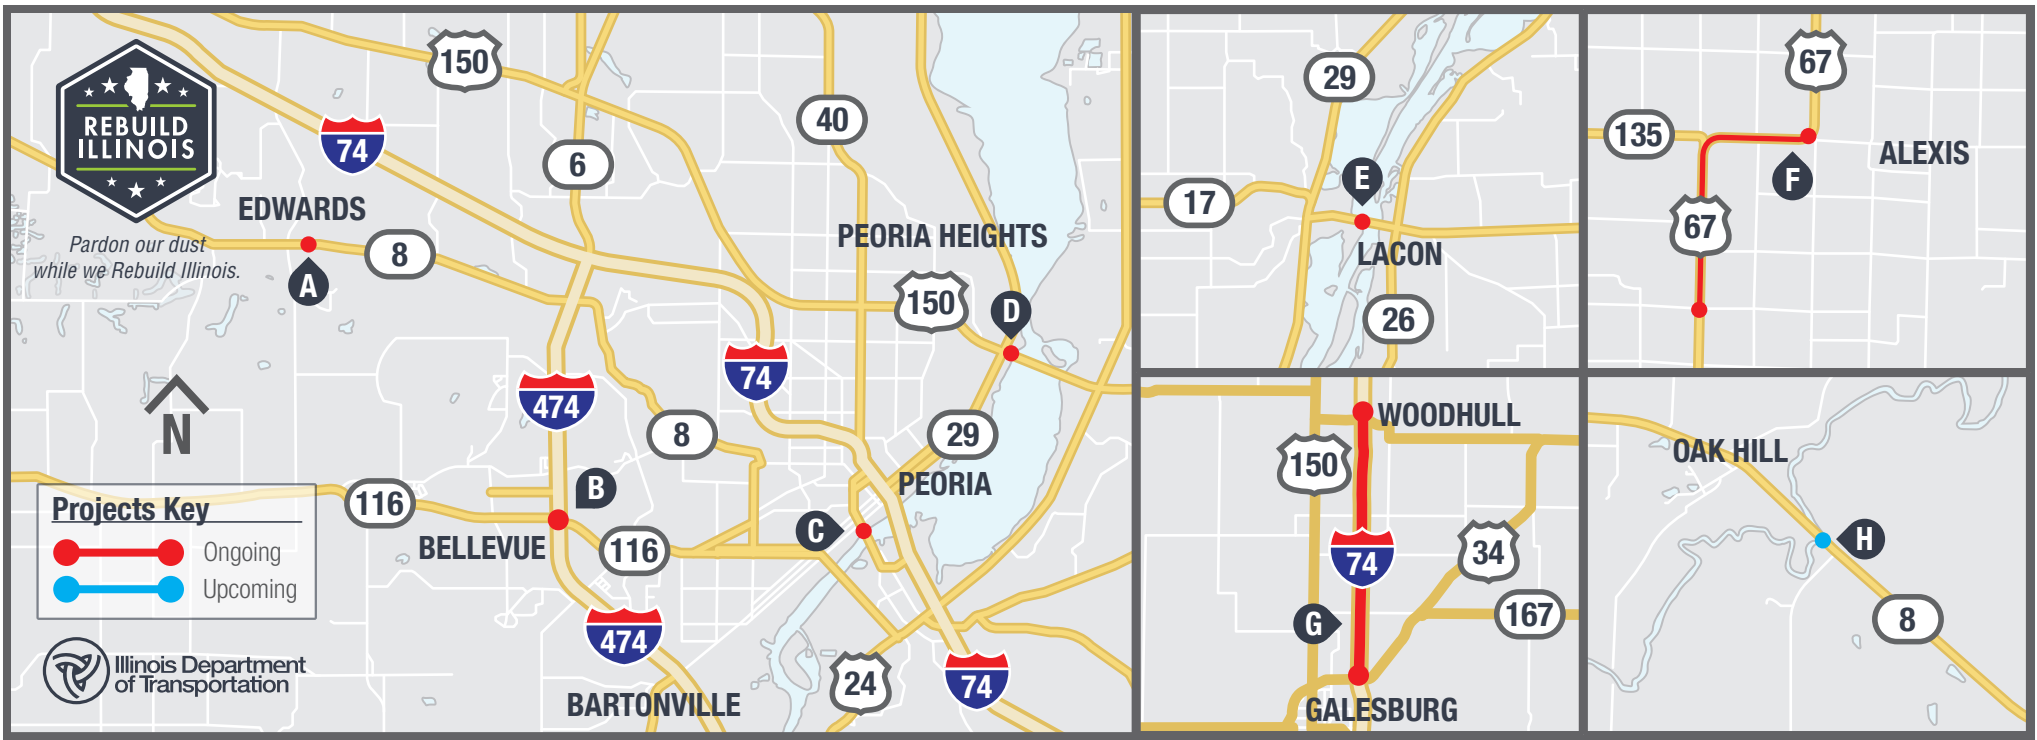 REBUILD
ILLINOIS
Pardon our dust
while we Rebuild Illinois.
150
74
6
40
EDWARDS
A
8
PEORIA HEIGHTS
150
D
74
474
8
29
PEORIA
N
116
B
BELLEVUE
116
C
474
BARTONVILLE
24
74
Projects Key
Ongoing
Upcoming
Illinois Department
of Transportation
29
17
E
LACON
26
67
135
ALEXIS
F
67
WOODHULL
150
74
34
G
167
GALESBURG
OAK HILL
H
8